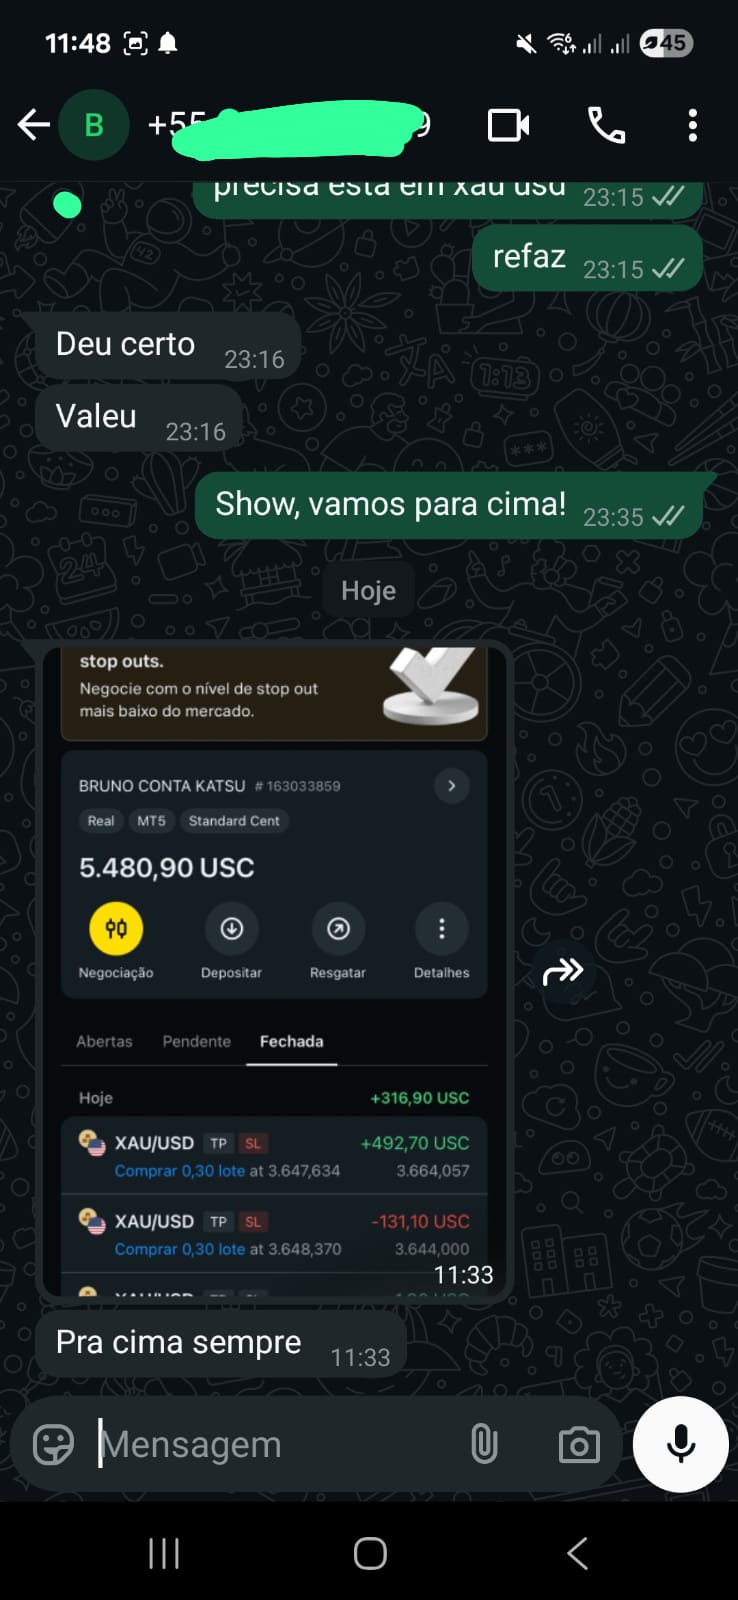 11:48
45
B
+55
9
precisa está em xau usd 23:15
refaz 23:15
Deu certo 23:16
Valeu 23:16
Show, vamos para cima! 23:35
Hoje
stop outs.
Negocie com o nível de stop out
mais baixo do mercado.
BRUNO CONTA KATSU # 163033859
Real MT5 Standard Cent
5.480,90 USC
Negociação Depositar Resgatar Detalhes
Abertas Pendente Fechada
Hoje +316,90 USC
XAU/USD TP SL +492,70 USC
Comprar 0,30 lote at 3.647,634 3.664,057
XAU/USD TP SL -131,10 USC
Comprar 0,30 lote at 3.648,370 3.644,000
11:33
Pra cima sempre 11:33
Mensagem